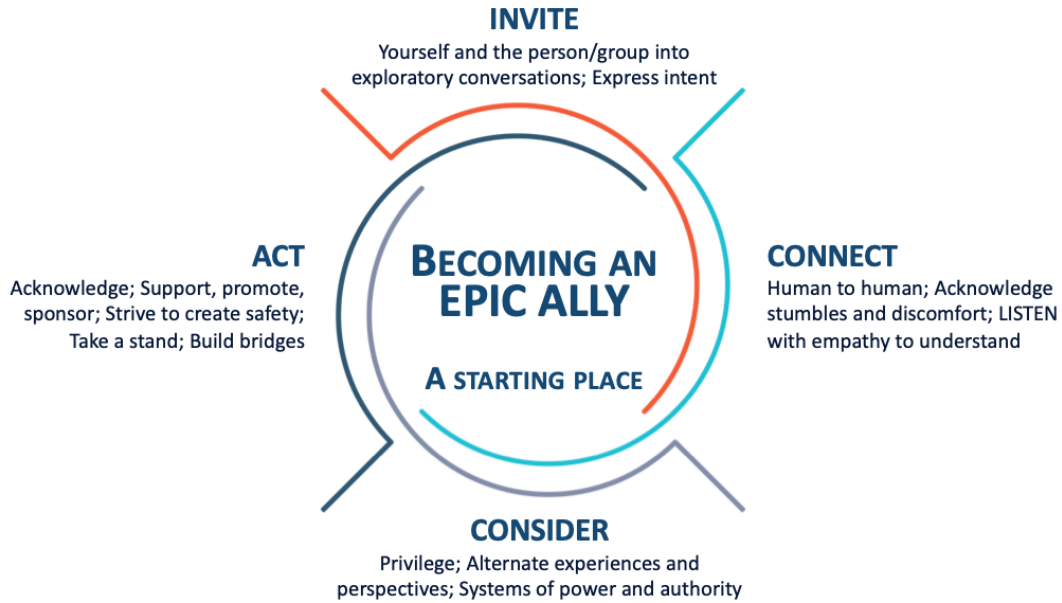 INVITE
Yourself and the person/group into
exploratory conversations; Express intent
ACT
Acknowledge; Support, promote,
sponsor; Strive to create safety;
Take a stand; Build bridges
BECOMING AN
EPIC ALLY
A STARTING PLACE
CONNECT
Human to human; Acknowledge
stumbles and discomfort; LISTEN
with empathy to understand
CONSIDER
Privilege; Alternate experiences and
perspectives; Systems of power and authority